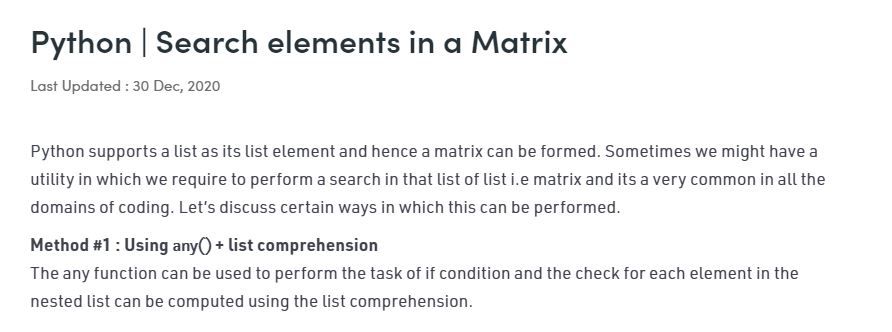 Python | Search elements in a Matrix
Last Updated : 30 Dec, 2020
Python supports a list as its list element and hence a matrix can be formed. Sometimes we might have a
utility in which we require to perform a search in that list of list i.e matrix and its a very common in all the
domains of coding. Let’s discuss certain ways in which this can be performed.
Method #1 : Using any() + list comprehension
The any function can be used to perform the task of if condition and the check for each element in the
nested list can be computed using the list comprehension.